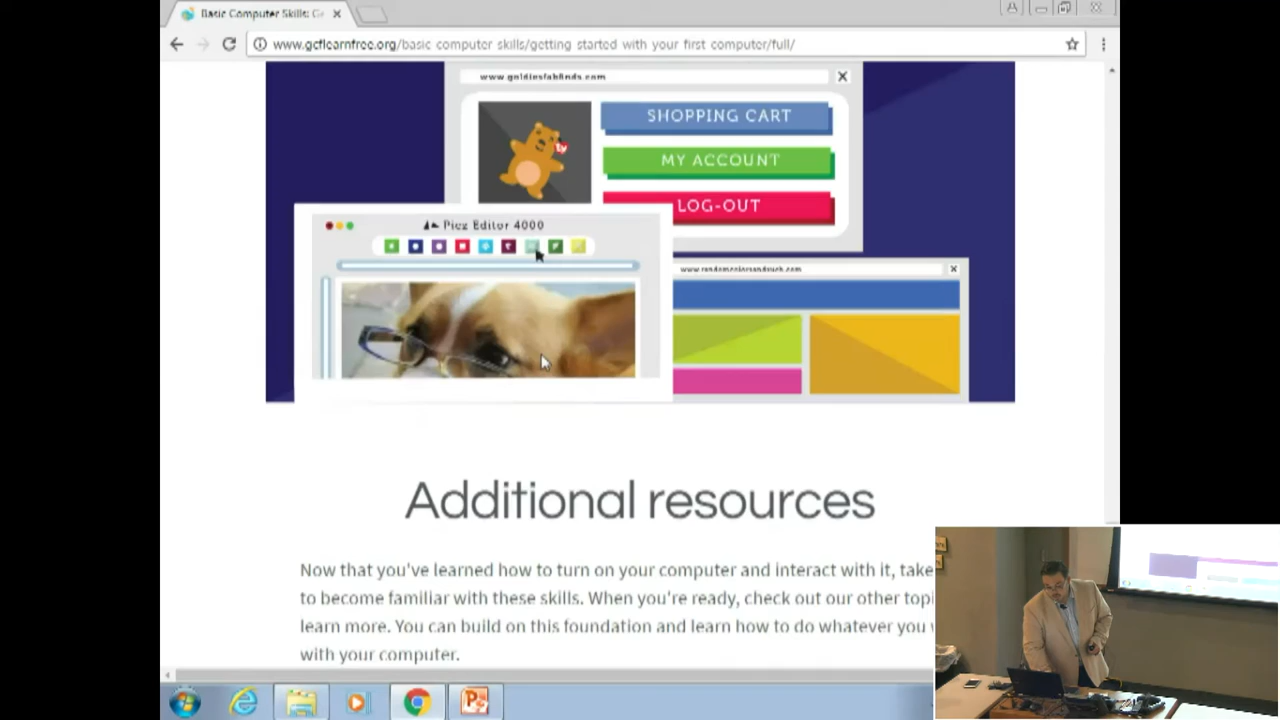 Basic Computer Skills: Ge
www.gcflearnfree.org/basic computer skills/getting started with your first computer/full/
www.goldiesfabfinds.com
SHOPPING CART
MY ACCOUNT
LOG-OUT
Picz Editor 4000
www.randomcolorsandsuch.com
Additional resources
Now that you've learned how to turn on your computer and interact with it, take
to become familiar with these skills. When you're ready, check out our other topi
learn more. You can build on this foundation and learn how to do whatever you
with your computer.